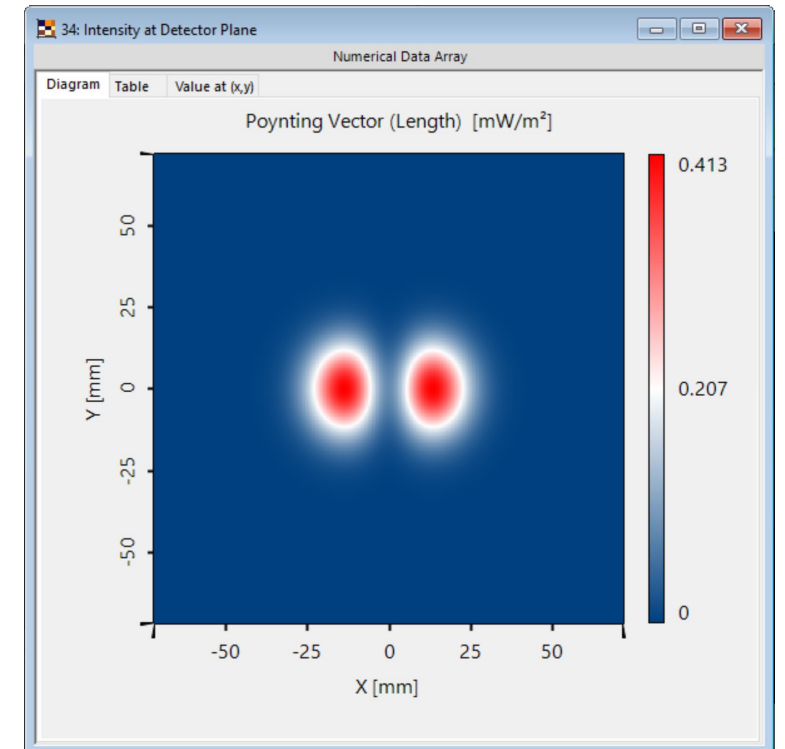 34: Intensity at Detector Plane
Numerical Data Array
Diagram Table Value at (x,y)
Poynting Vector (Length) [mW/m²]
0.413
0.207
0
50
25
0
-25
-50
Y [mm]
-50 -25 0 25 50
X [mm]